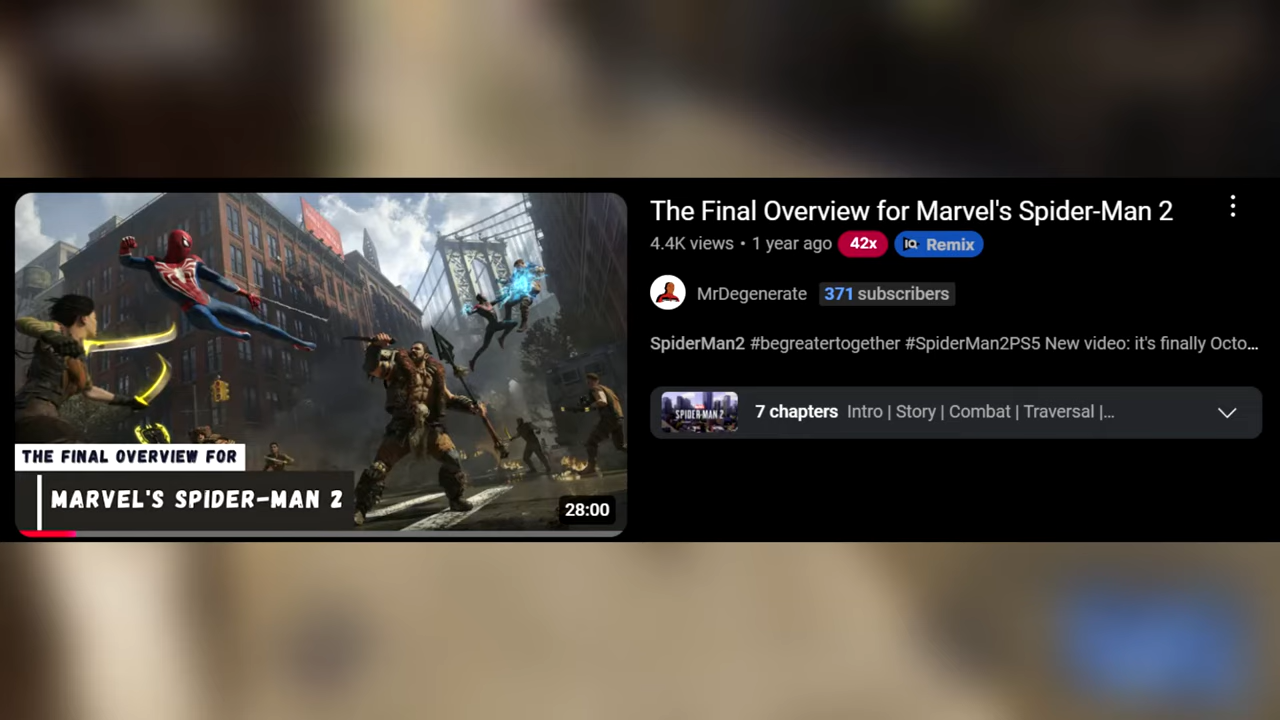 THE FINAL OVERVIEW FOR
MARVEL'S SPIDER-MAN 2
28:00
The Final Overview for Marvel's Spider-Man 2
4.4K views • 1 year ago 42x IQ Remix
MrDegenerate 371 subscribers
SpiderMan2 #begreatertogether #SpiderMan2PS5 New video: it's finally Octo...
SPIDER-MAN 2
7 chapters Intro | Story | Combat | Traversal |...